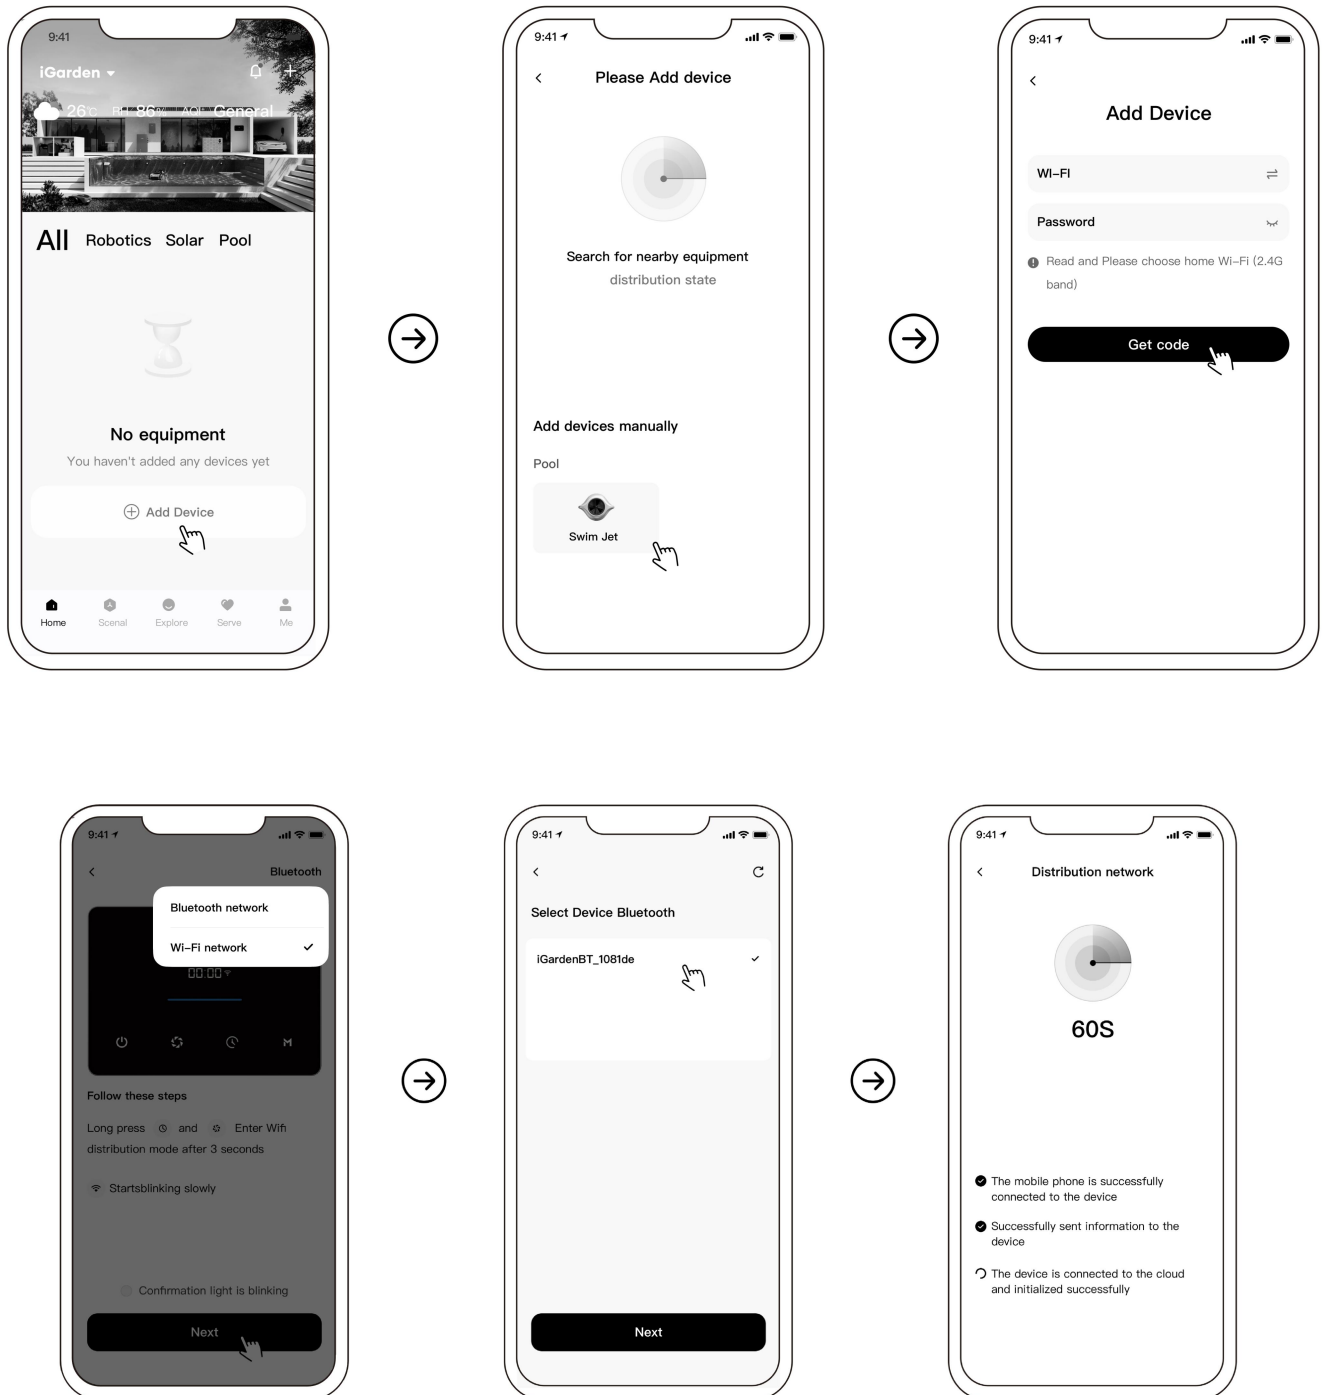 9:41
iGarden
26°C RH 86% AQI General
All Robotics Solar Pool
No equipment
You haven't added any devices yet
Add Device
Home Scenal Explore Serve Me
9:41
Please Add device
Search for nearby equipment
distribution state
Add devices manually
Pool
Swim Jet
9:41
Add Device
WI-FI
Password
Read and Please choose home Wi-Fi (2.4G
band)
Get code
9:41
Bluetooth
Bluetooth network
Wi-Fi network
00:00
M
Follow these steps
Long press and Enter Wifi
distribution mode after 3 seconds
Startsblinking slowly
Confirmation light is blinking
Next
9:41
Select Device Bluetooth
iGardenBT_1081de
Next
9:41
Distribution network
60S
The mobile phone is successfully
connected to the device
Successfully sent information to the
device
The device is connected to the cloud
and initialized successfully